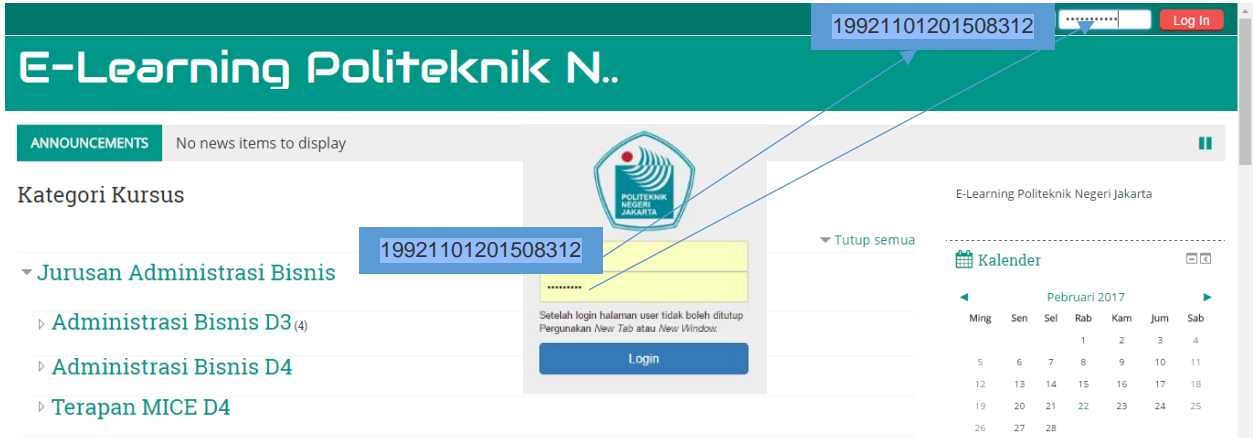 19921101201508312
Log In
E-Learning Politeknik N..
ANNOUNCEMENTS No news items to display
POLITEKNIK
NEGERI
JAKARTA
Kategori Kursus
E-Learning Politeknik Negeri Jakarta
Tutup semua
19921101201508312
Kalender
Jurusan Administrasi Bisnis
Setelah login halaman user tidak boleh ditutup
Pergunakan New Tab atau New Window.
Login
Administrasi Bisnis D3 (4)
Administrasi Bisnis D4
Terapan MICE D4
Pebruari 2017
Ming Sen Sel Rab Kam Jum Sab
1 2 3 4
5 6 7 8 9 10 11
12 13 14 15 16 17 18
19 20 21 22 23 24 25
26 27 28